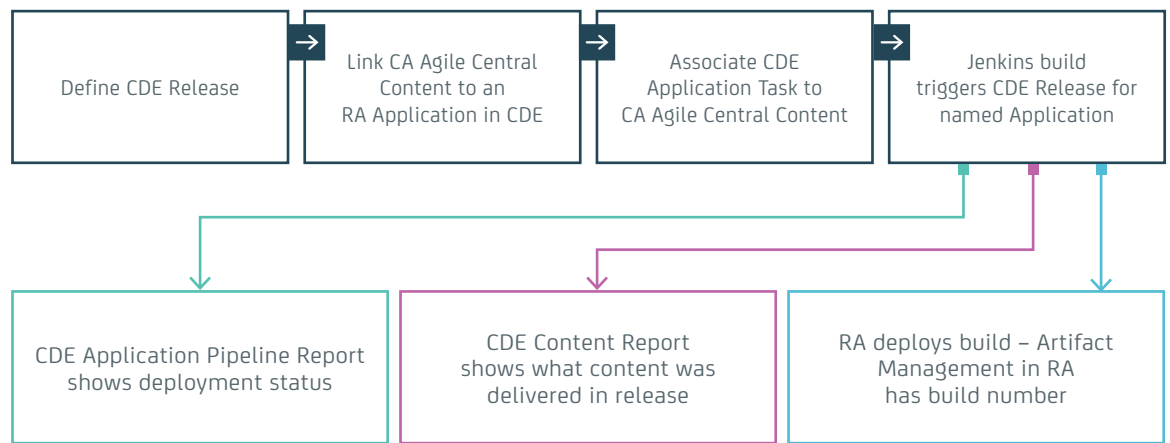 Define CDE Release
Link CA Agile Central
Content to an
RA Application in CDE
Associate CDE
Application Task to
CA Agile Central Content
Jenkins build
triggers CDE Release for
named Application
CDE Application Pipeline Report
shows deployment status
CDE Content Report
shows what content was
delivered in release
RA deploys build – Artifact
Management in RA
has build number